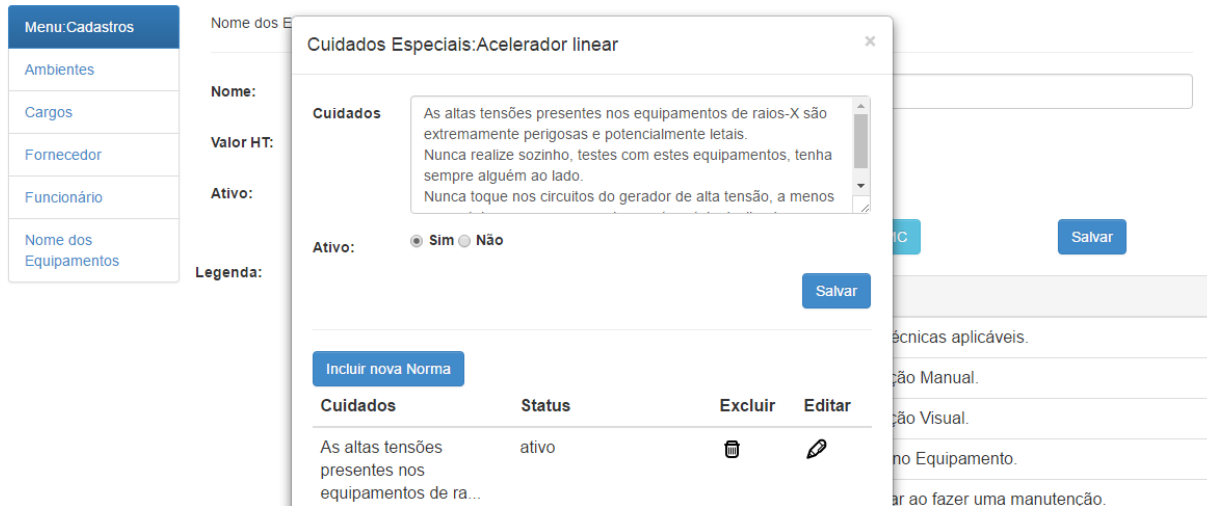 Menu:Cadastros
Ambientes
Cargos
Fornecedor
Funcionário
Nome dos
Equipamentos
Nome dos E
Nome:
Valor HT:
Ativo:
Legenda:
Cuidados Especiais:Acelerador linear
×
Cuidados
As altas tensões presentes nos equipamentos de raios-X são
extremamente perigosas e potencialmente letais.
Nunca realize sozinho, testes com estes equipamentos, tenha
sempre alguém ao lado.
Nunca toque nos circuitos do gerador de alta tensão, a menos
Ativo:
Sim Não
Salvar
Incluir nova Norma
Cuidados Status Excluir Editar
As altas tensões ativo
presentes nos
equipamentos de ra...
Salvar
écnicas aplicáveis.
ção Manual.
ção Visual.
no Equipamento.
ar ao fazer uma manutenção.